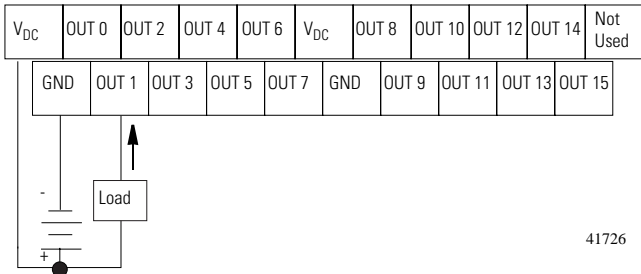 V_DC OUT 0 OUT 2 OUT 4 OUT 6 V_DC OUT 8 OUT 10 OUT 12 OUT 14 Not Used
GND OUT 1 OUT 3 OUT 5 OUT 7 GND OUT 9 OUT 11 OUT 13 OUT 15
-
Load
+
41726